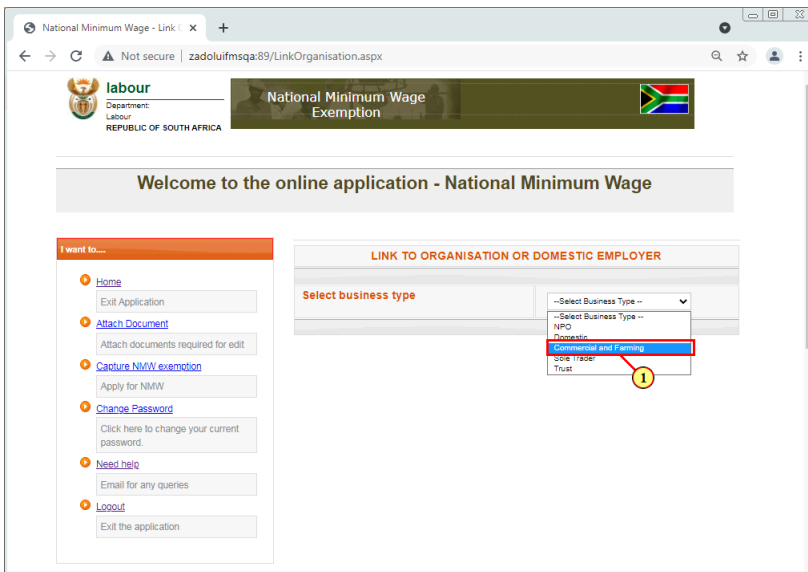 National Minimum Wage - Link
Not secure | zadoluifmsqa:89/LinkOrganisation.aspx
labour
Department:
Labour
REPUBLIC OF SOUTH AFRICA
National Minimum Wage
Exemption
Welcome to the online application - National Minimum Wage
I want to....
Home
Exit Application
Attach Document
Attach documents required for edit
Capture NMW exemption
Apply for NMW
Change Password
Click here to change your current
password.
Need help
Email for any queries
Logout
Exit the application
LINK TO ORGANISATION OR DOMESTIC EMPLOYER
Select business type
--Select Business Type --
--Select Business Type --
NPO
Domestic
Commercial and Farming
Sole Trader
Trust
1